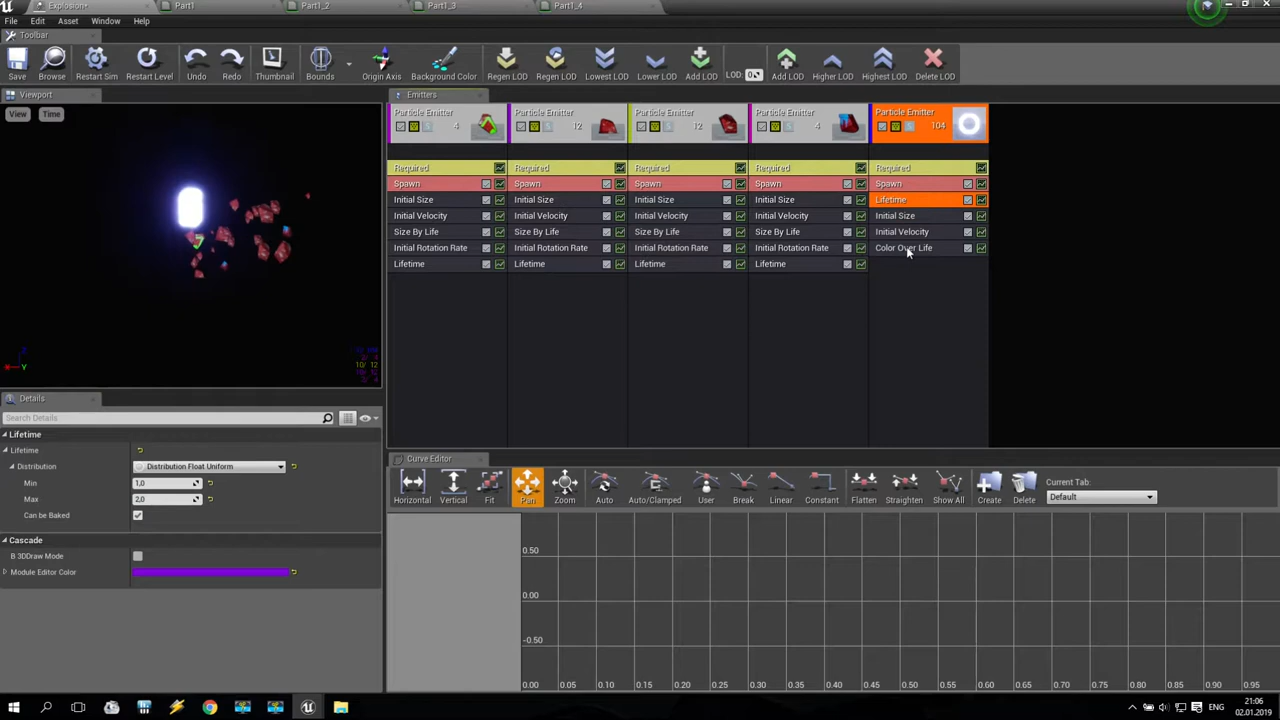 Explosion*
Part1
Part1_2
Part1_3
Part1_4
File Edit Asset Window Help
Toolbar
Save Browse Restart Sim Restart Level Undo Redo Thumbnail Bounds Origin Axis Background Color Regen LOD Regen LOD Lowest LOD Lower LOD Add LOD LOD: 0 Add LOD Higher LOD Highest LOD Delete LOD
Viewport
View Time
10/ 12
Emitters
Particle Emitter 4
Particle Emitter 12
Particle Emitter 12
Particle Emitter 4
Particle Emitter 104
Required Required Required Required Required
Spawn Spawn Spawn Spawn Spawn
Initial Size Initial Size Initial Size Initial Size Lifetime
Initial Velocity Initial Velocity Initial Velocity Initial Velocity Initial Size
Size By Life Size By Life Size By Life Size By Life Initial Velocity
Initial Rotation Rate Initial Rotation Rate Initial Rotation Rate Initial Rotation Rate Color Over Life
Lifetime Lifetime Lifetime Lifetime
Details
Search Details
Lifetime
Lifetime
Distribution Distribution Float Uniform
Min 1,0
Max 2,0
Can be Baked
Cascade
B 3DDraw Mode
Module Editor Color
Curve Editor
Horizontal Vertical Fit Pan Zoom Auto Auto/Clamped User Break Linear Constant Flatten Straighten Show All Create Delete
Current Tab:
Default
0.50
0.00
-0.50
0.00 0.05 0.10 0.15 0.20 0.25 0.30 0.35 0.40 0.45 0.50 0.55 0.60 0.65 0.70 0.75 0.80 0.85 0.90 0.95
ENG
21:06
02.01.2019